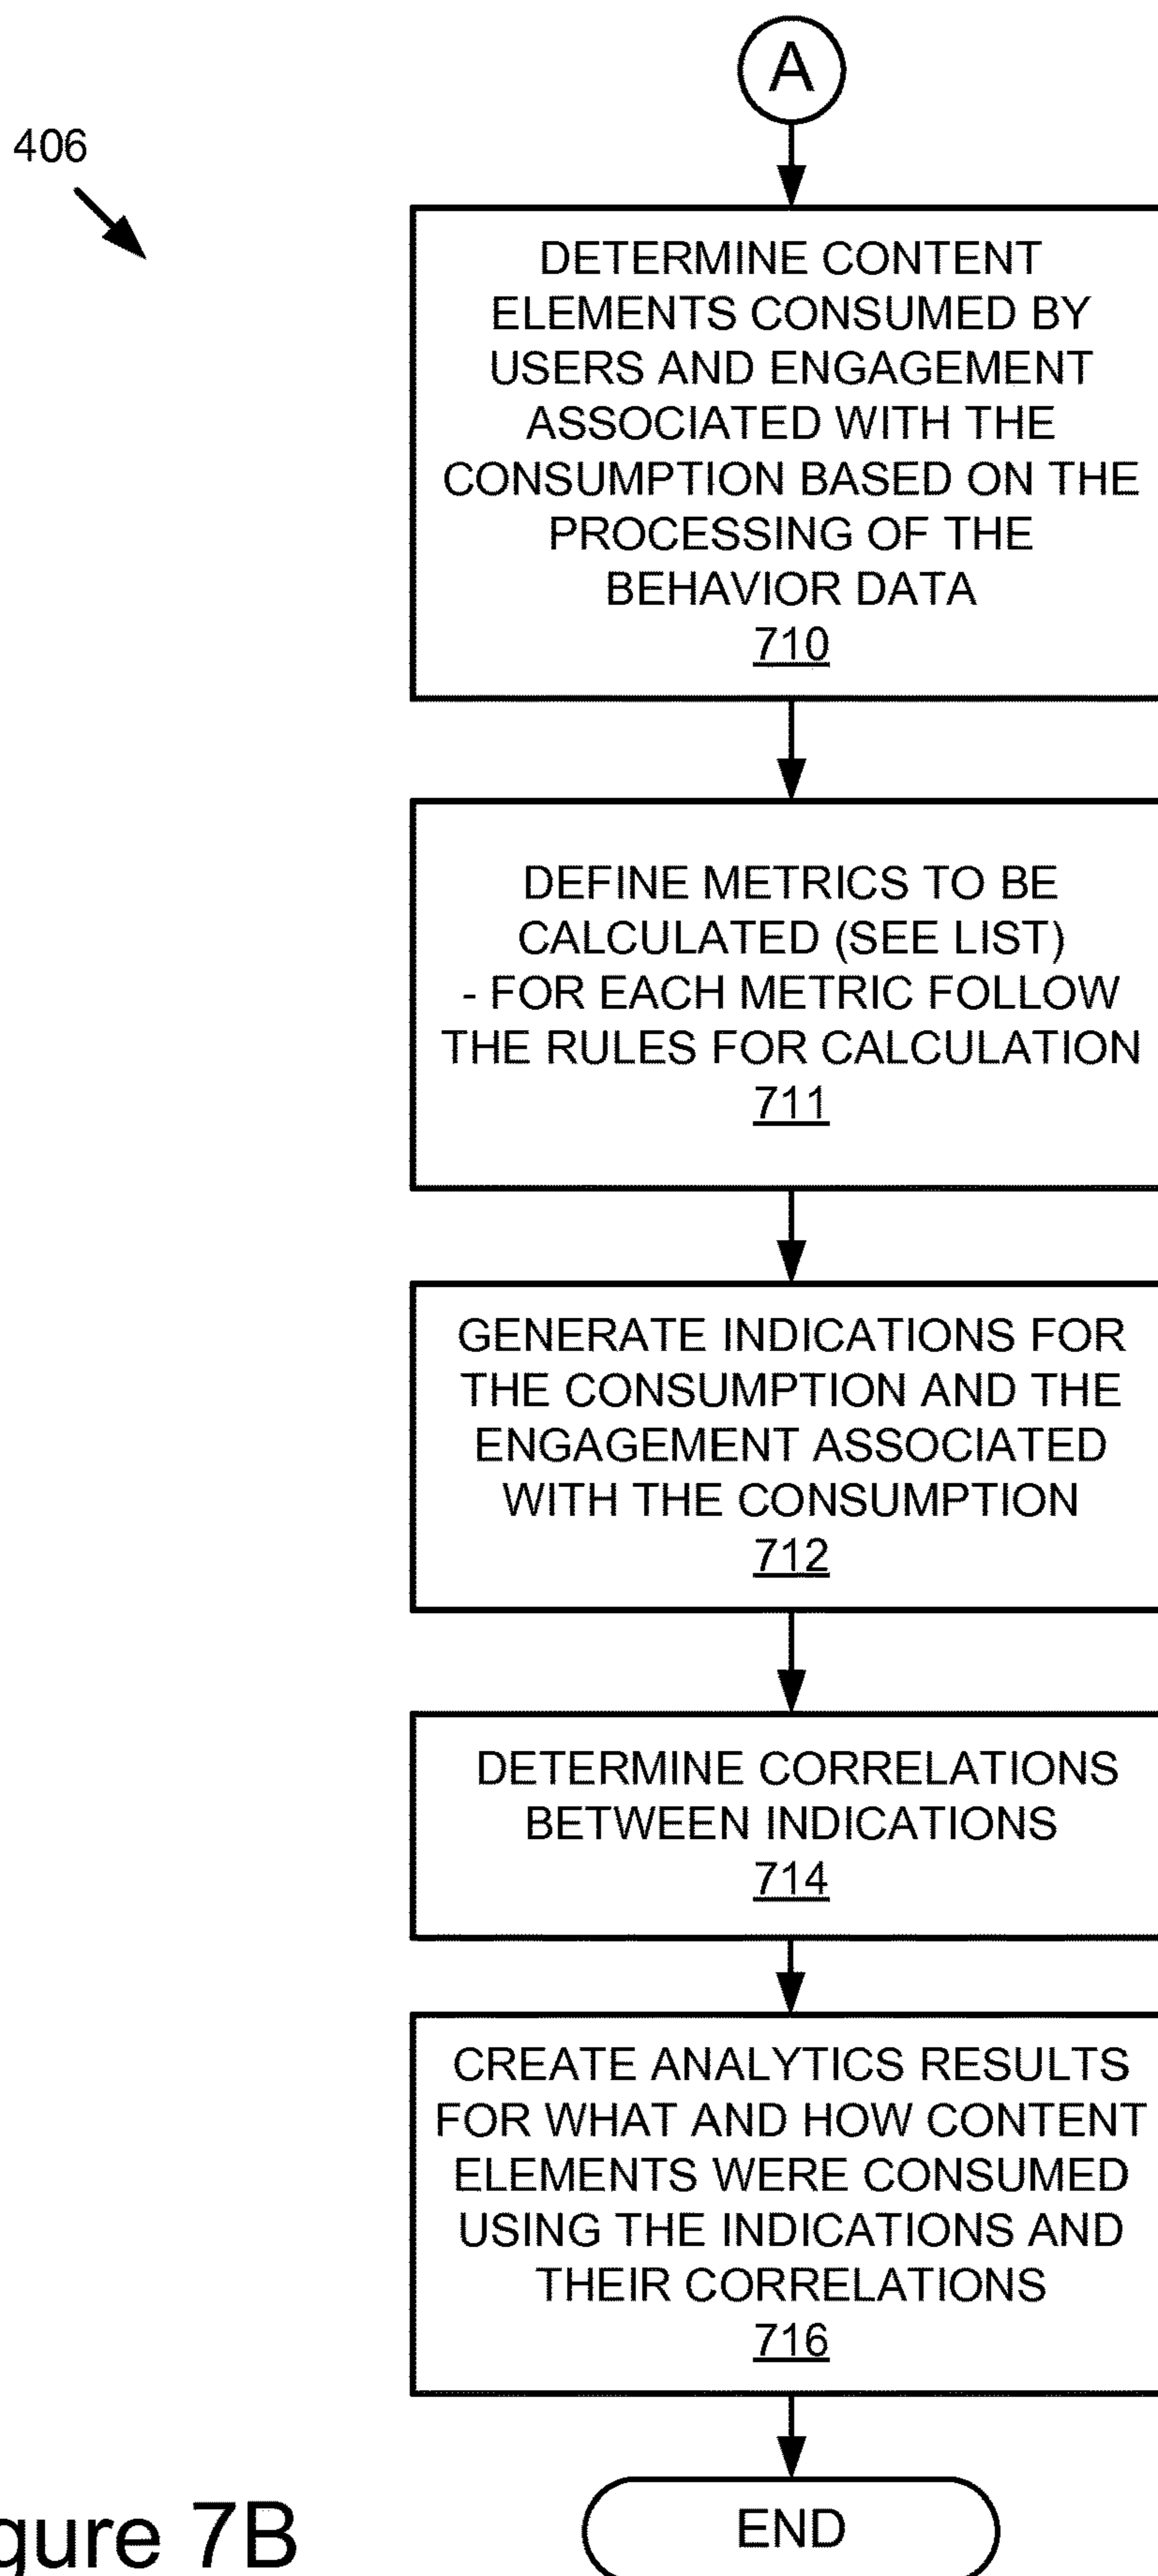 A
406
DETERMINE CONTENT
ELEMENTS CONSUMED BY
USERS AND ENGAGEMENT
ASSOCIATED WITH THE
CONSUMPTION BASED ON THE
PROCESSING OF THE
BEHAVIOR DATA
710
DEFINE METRICS TO BE
CALCULATED (SEE LIST)
- FOR EACH METRIC FOLLOW
THE RULES FOR CALCULATION
711
GENERATE INDICATIONS FOR
THE CONSUMPTION AND THE
ENGAGEMENT ASSOCIATED
WITH THE CONSUMPTION
712
DETERMINE CORRELATIONS
BETWEEN INDICATIONS
714
CREATE ANALYTICS RESULTS
FOR WHAT AND HOW CONTENT
ELEMENTS WERE CONSUMED
USING THE INDICATIONS AND
THEIR CORRELATIONS
716
END
gure 7B